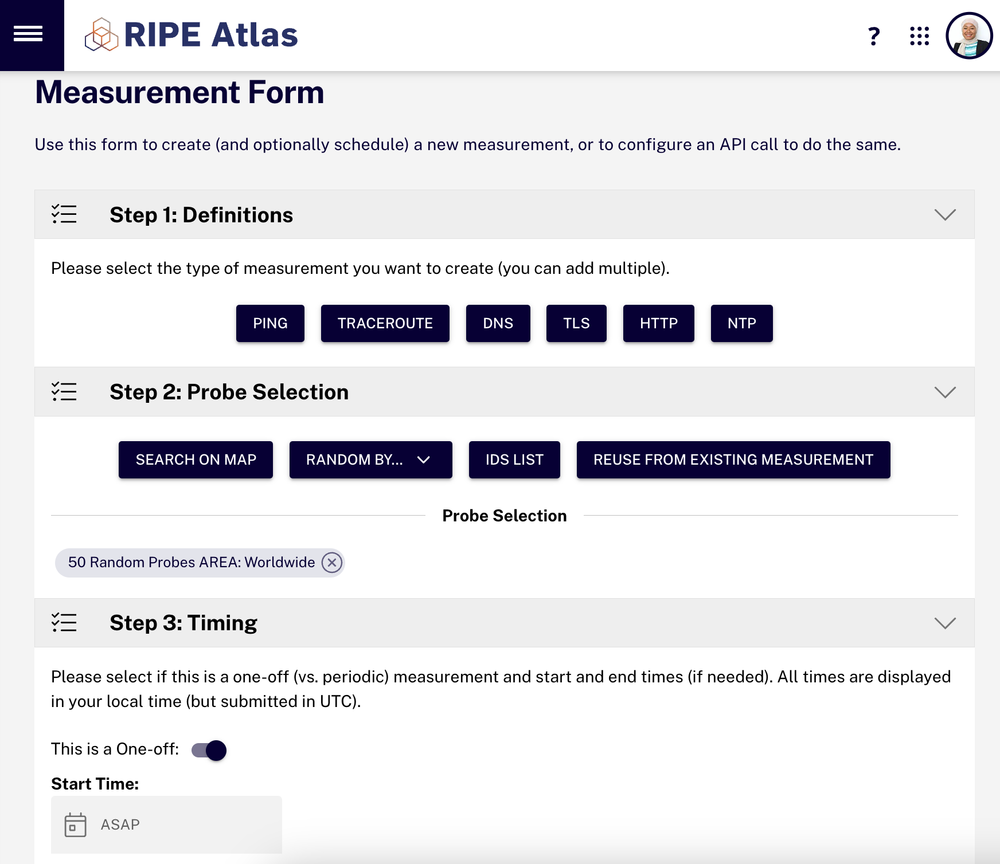 RIPE Atlas
?
Measurement Form
Use this form to create (and optionally schedule) a new measurement, or to configure an API call to do the same.
Step 1: Definitions
Please select the type of measurement you want to create (you can add multiple).
PING TRACEROUTE DNS TLS HTTP NTP
Step 2: Probe Selection
SEARCH ON MAP RANDOM BY... IDS LIST REUSE FROM EXISTING MEASUREMENT
Probe Selection
50 Random Probes AREA: Worldwide
Step 3: Timing
Please select if this is a one-off (vs. periodic) measurement and start and end times (if needed). All times are displayed
in your local time (but submitted in UTC).
This is a One-off:
Start Time:
ASAP